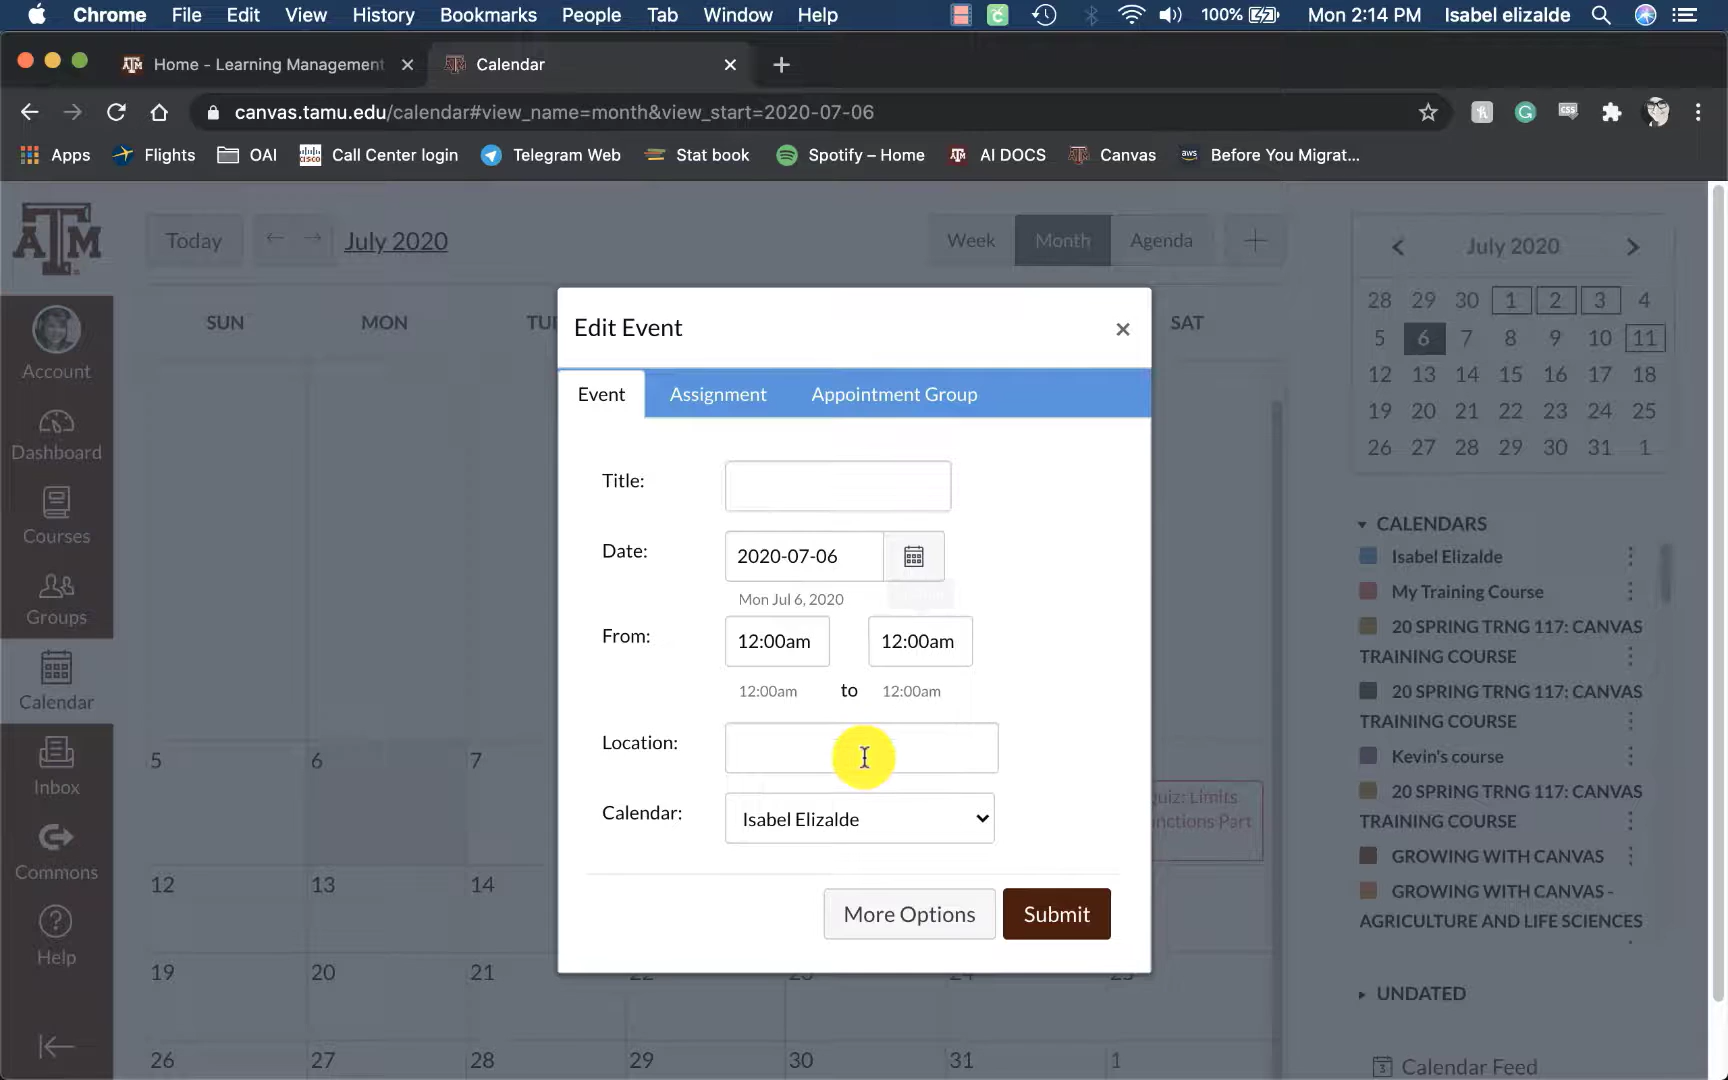 Chrome File Edit View History Bookmarks People Tab Window Help 100% Mon 2:14 PM Isabel elizalde
Home - Learning Management Calendar
canvas.tamu.edu/calendar#view_name=month&view_start=2020-07-06
Apps Flights OAI Call Center login Telegram Web Stat book Spotify – Home AI DOCS Canvas Before You Migrat...
Today July 2020 Week Month Agenda
SUN MON TUE SAT
Account
Dashboard
Courses
Groups
Calendar
Inbox
Commons
Help
Edit Event
Event Assignment Appointment Group
Title:
Date: 2020-07-06
Mon Jul 6, 2020
From: 12:00am 12:00am
12:00am to 12:00am
Location:
Calendar: Isabel Elizalde
More Options Submit
5 6 7
uiz: Limits
nctions Part
12 13 14
19 20 21 22 23 24 25
26 27 28 29 30 31 1
July 2020
28 29 30 1 2 3 4
5 6 7 8 9 10 11
12 13 14 15 16 17 18
19 20 21 22 23 24 25
26 27 28 29 30 31 1
CALENDARS
Isabel Elizalde
My Training Course
20 SPRING TRNG 117: CANVAS
TRAINING COURSE
20 SPRING TRNG 117: CANVAS
TRAINING COURSE
Kevin's course
20 SPRING TRNG 117: CANVAS
TRAINING COURSE
GROWING WITH CANVAS
GROWING WITH CANVAS -
AGRICULTURE AND LIFE SCIENCES
UNDATED
Calendar Feed